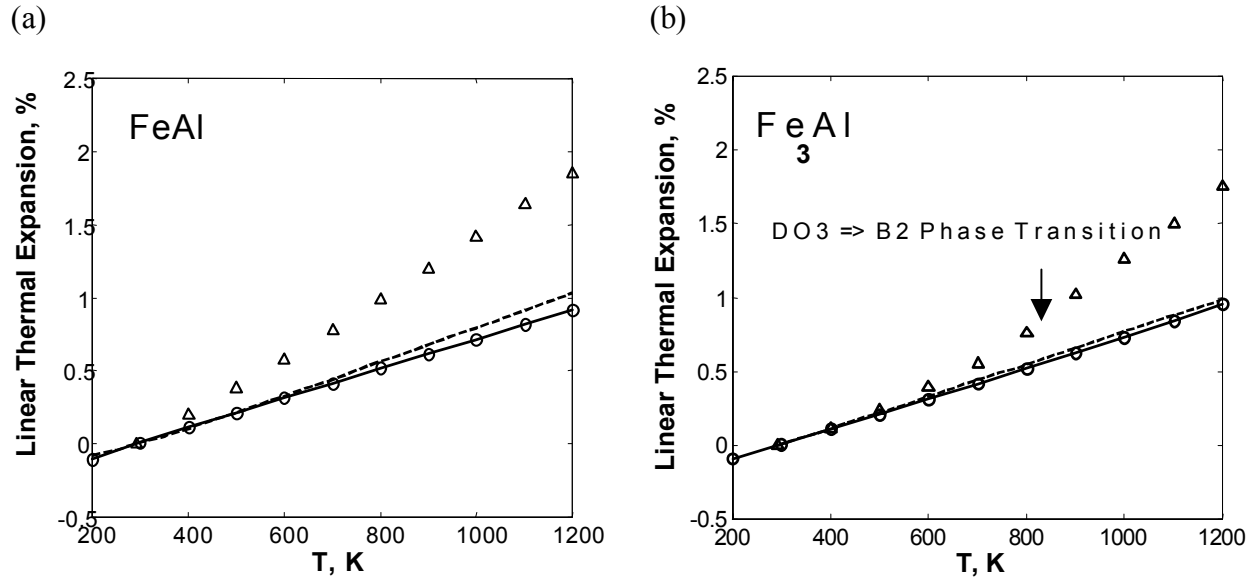 (a)
FeAl
Linear Thermal Expansion, %
2.5
2
1.5
1
0.5
0
-0.5
200 400 600 800 1000 1200
T, K
(b)
Fe3Al
DO3 => B2 Phase Transition
Linear Thermal Expansion, %
2.5
2
1.5
1
0.5
0
-0.5
200 400 600 800 1000 1200
T, K